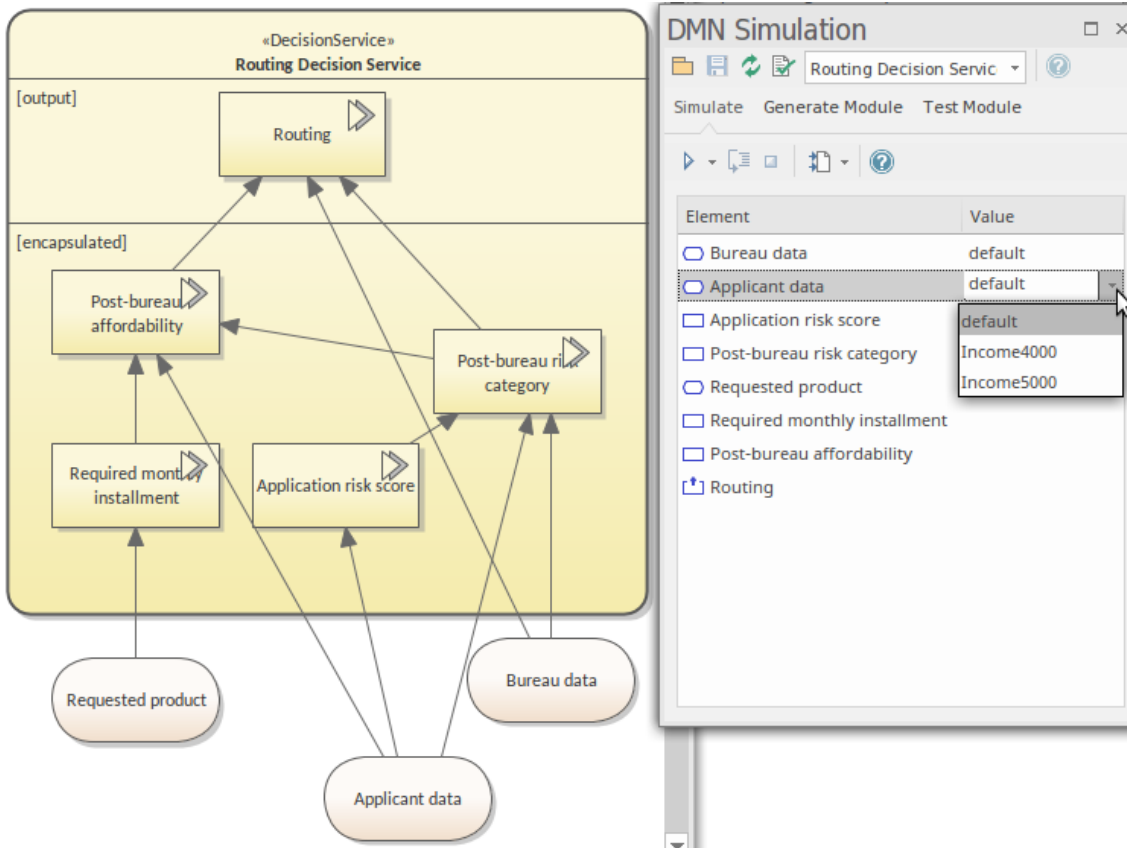 «DecisionService»
Routing Decision Service
[output]
Routing
[encapsulated]
Post-bureau
affordability
Post-bureau risk
category
Required monthly
installment
Application risk score
Requested product
Bureau data
Applicant data
DMN Simulation
Routing Decision Servic
Simulate Generate Module Test Module
Element Value
Bureau data default
Applicant data default
Application risk score default
Post-bureau risk category Income4000
Requested product Income5000
Required monthly installment
Post-bureau affordability
Routing